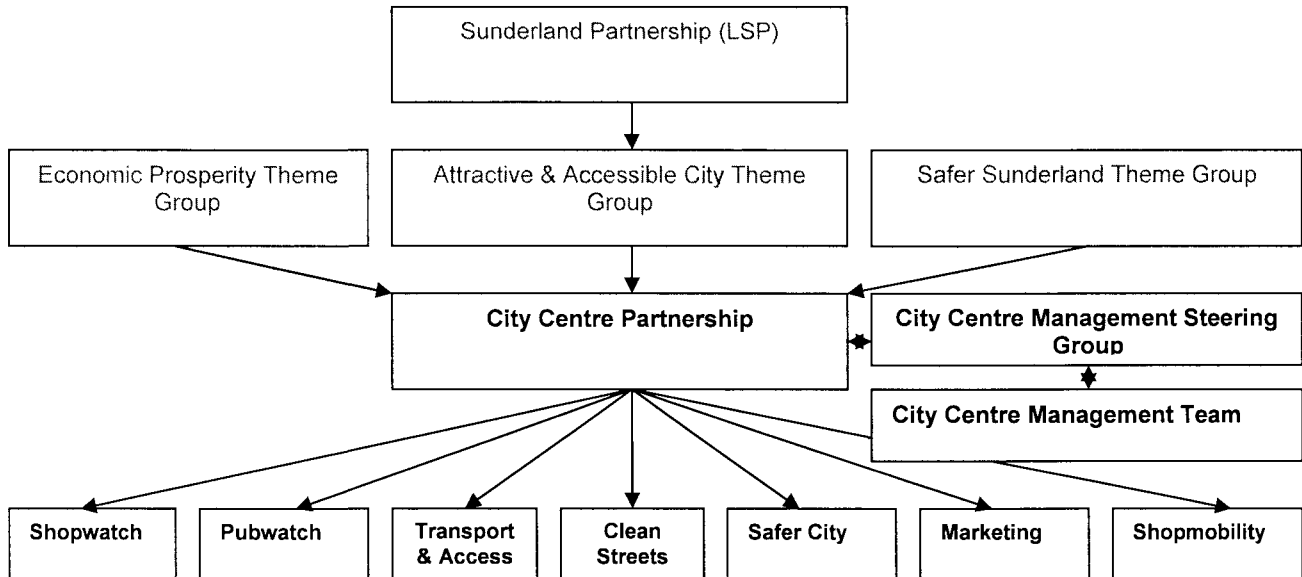 Sunderland Partnership (LSP)
Economic Prosperity Theme
Group
Attractive & Accessible City Theme
Group
Safer Sunderland Theme Group
City Centre Partnership
City Centre Management Steering
Group
City Centre Management Team
Shopwatch
Pubwatch
Transport
& Access
Clean
Streets
Safer City
Marketing
Shopmobility